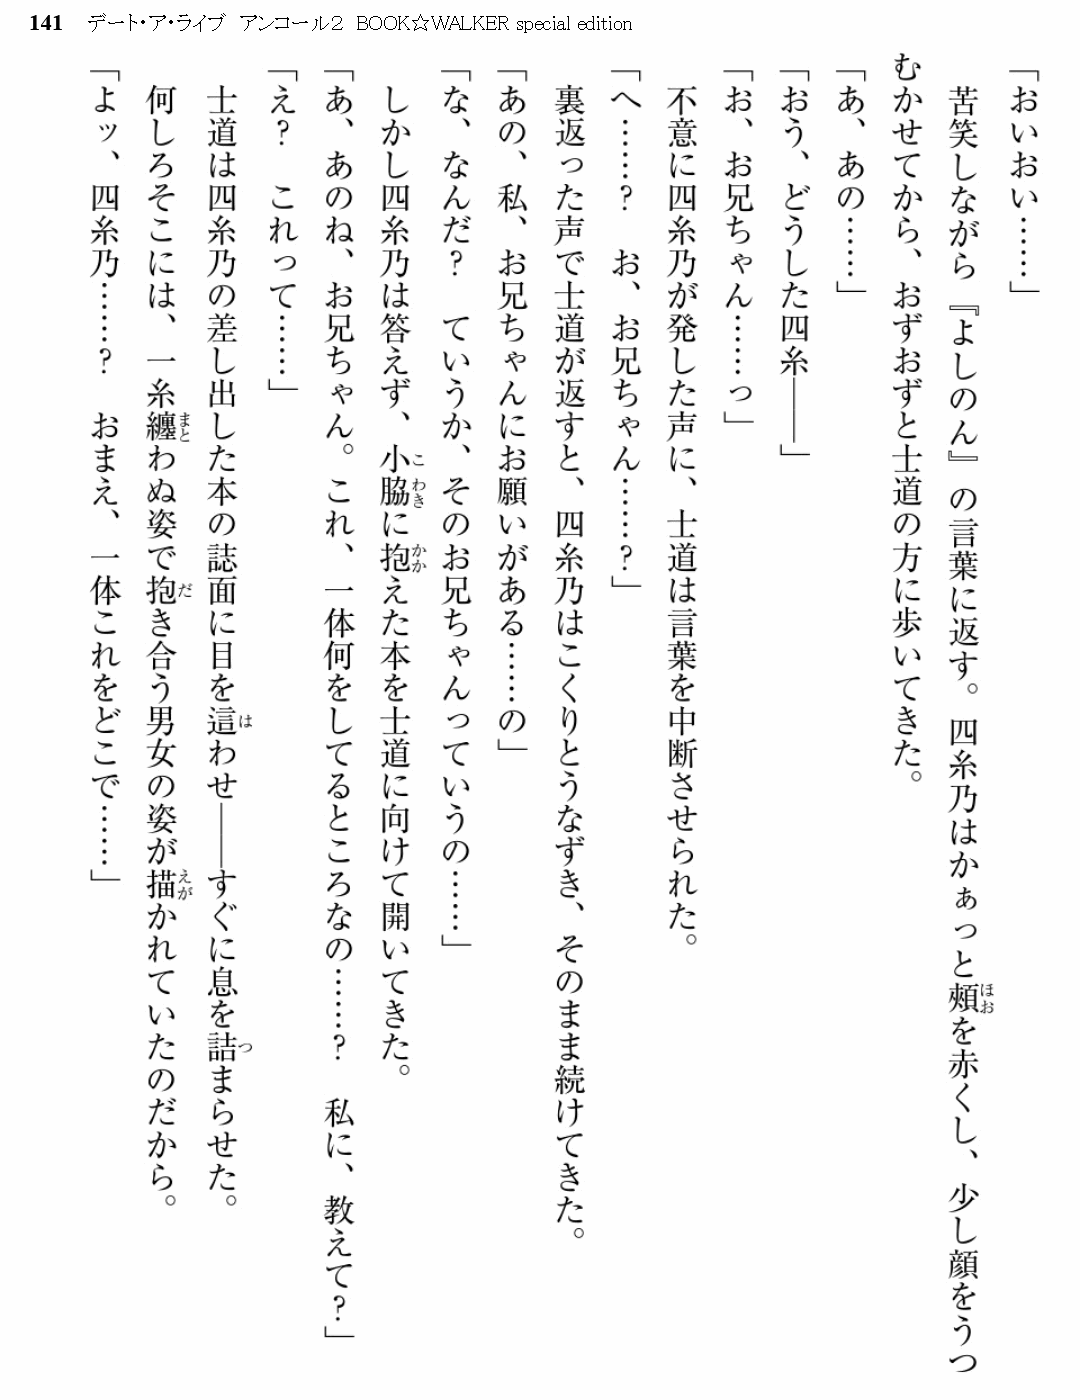 141 デート・ア・ライブ アンコール2 BOOK☆WALKER special edition
「おいおい……」
　苦笑しながら『よしのん』の言葉に返す。四糸乃はかぁっと頰を赤くし、少し顔をうつ
むかせてから、おずおずと士道の方に歩いてきた。
「あ、あの……」
「おう、どうした四糸――」
「お、お兄ちゃん……っ」
　不意に四糸乃が発した声に、士道は言葉を中断させられた。
「へ……？　お、お兄ちゃん……？」
　裏返った声で士道が返すと、四糸乃はこくりとうなずき、そのまま続けてきた。
「あの、私、お兄ちゃんにお願いがある……の」
「な、なんだ？　ていうか、そのお兄ちゃんっていうの……」
　しかし四糸乃は答えず、小脇に抱えた本を士道に向けて開いてきた。
「あ、あのね、お兄ちゃん。これ、一体何をしてるところなの……？　私に、教えて？」
「え？　これって……」
　士道は四糸乃の差し出した本の誌面に目を這わせ――すぐに息を詰まらせた。
　何しろそこには、一糸纏わぬ姿で抱き合う男女の姿が描かれていたのだから。
「よッ、四糸乃……？　おまえ、一体これをどこで……」